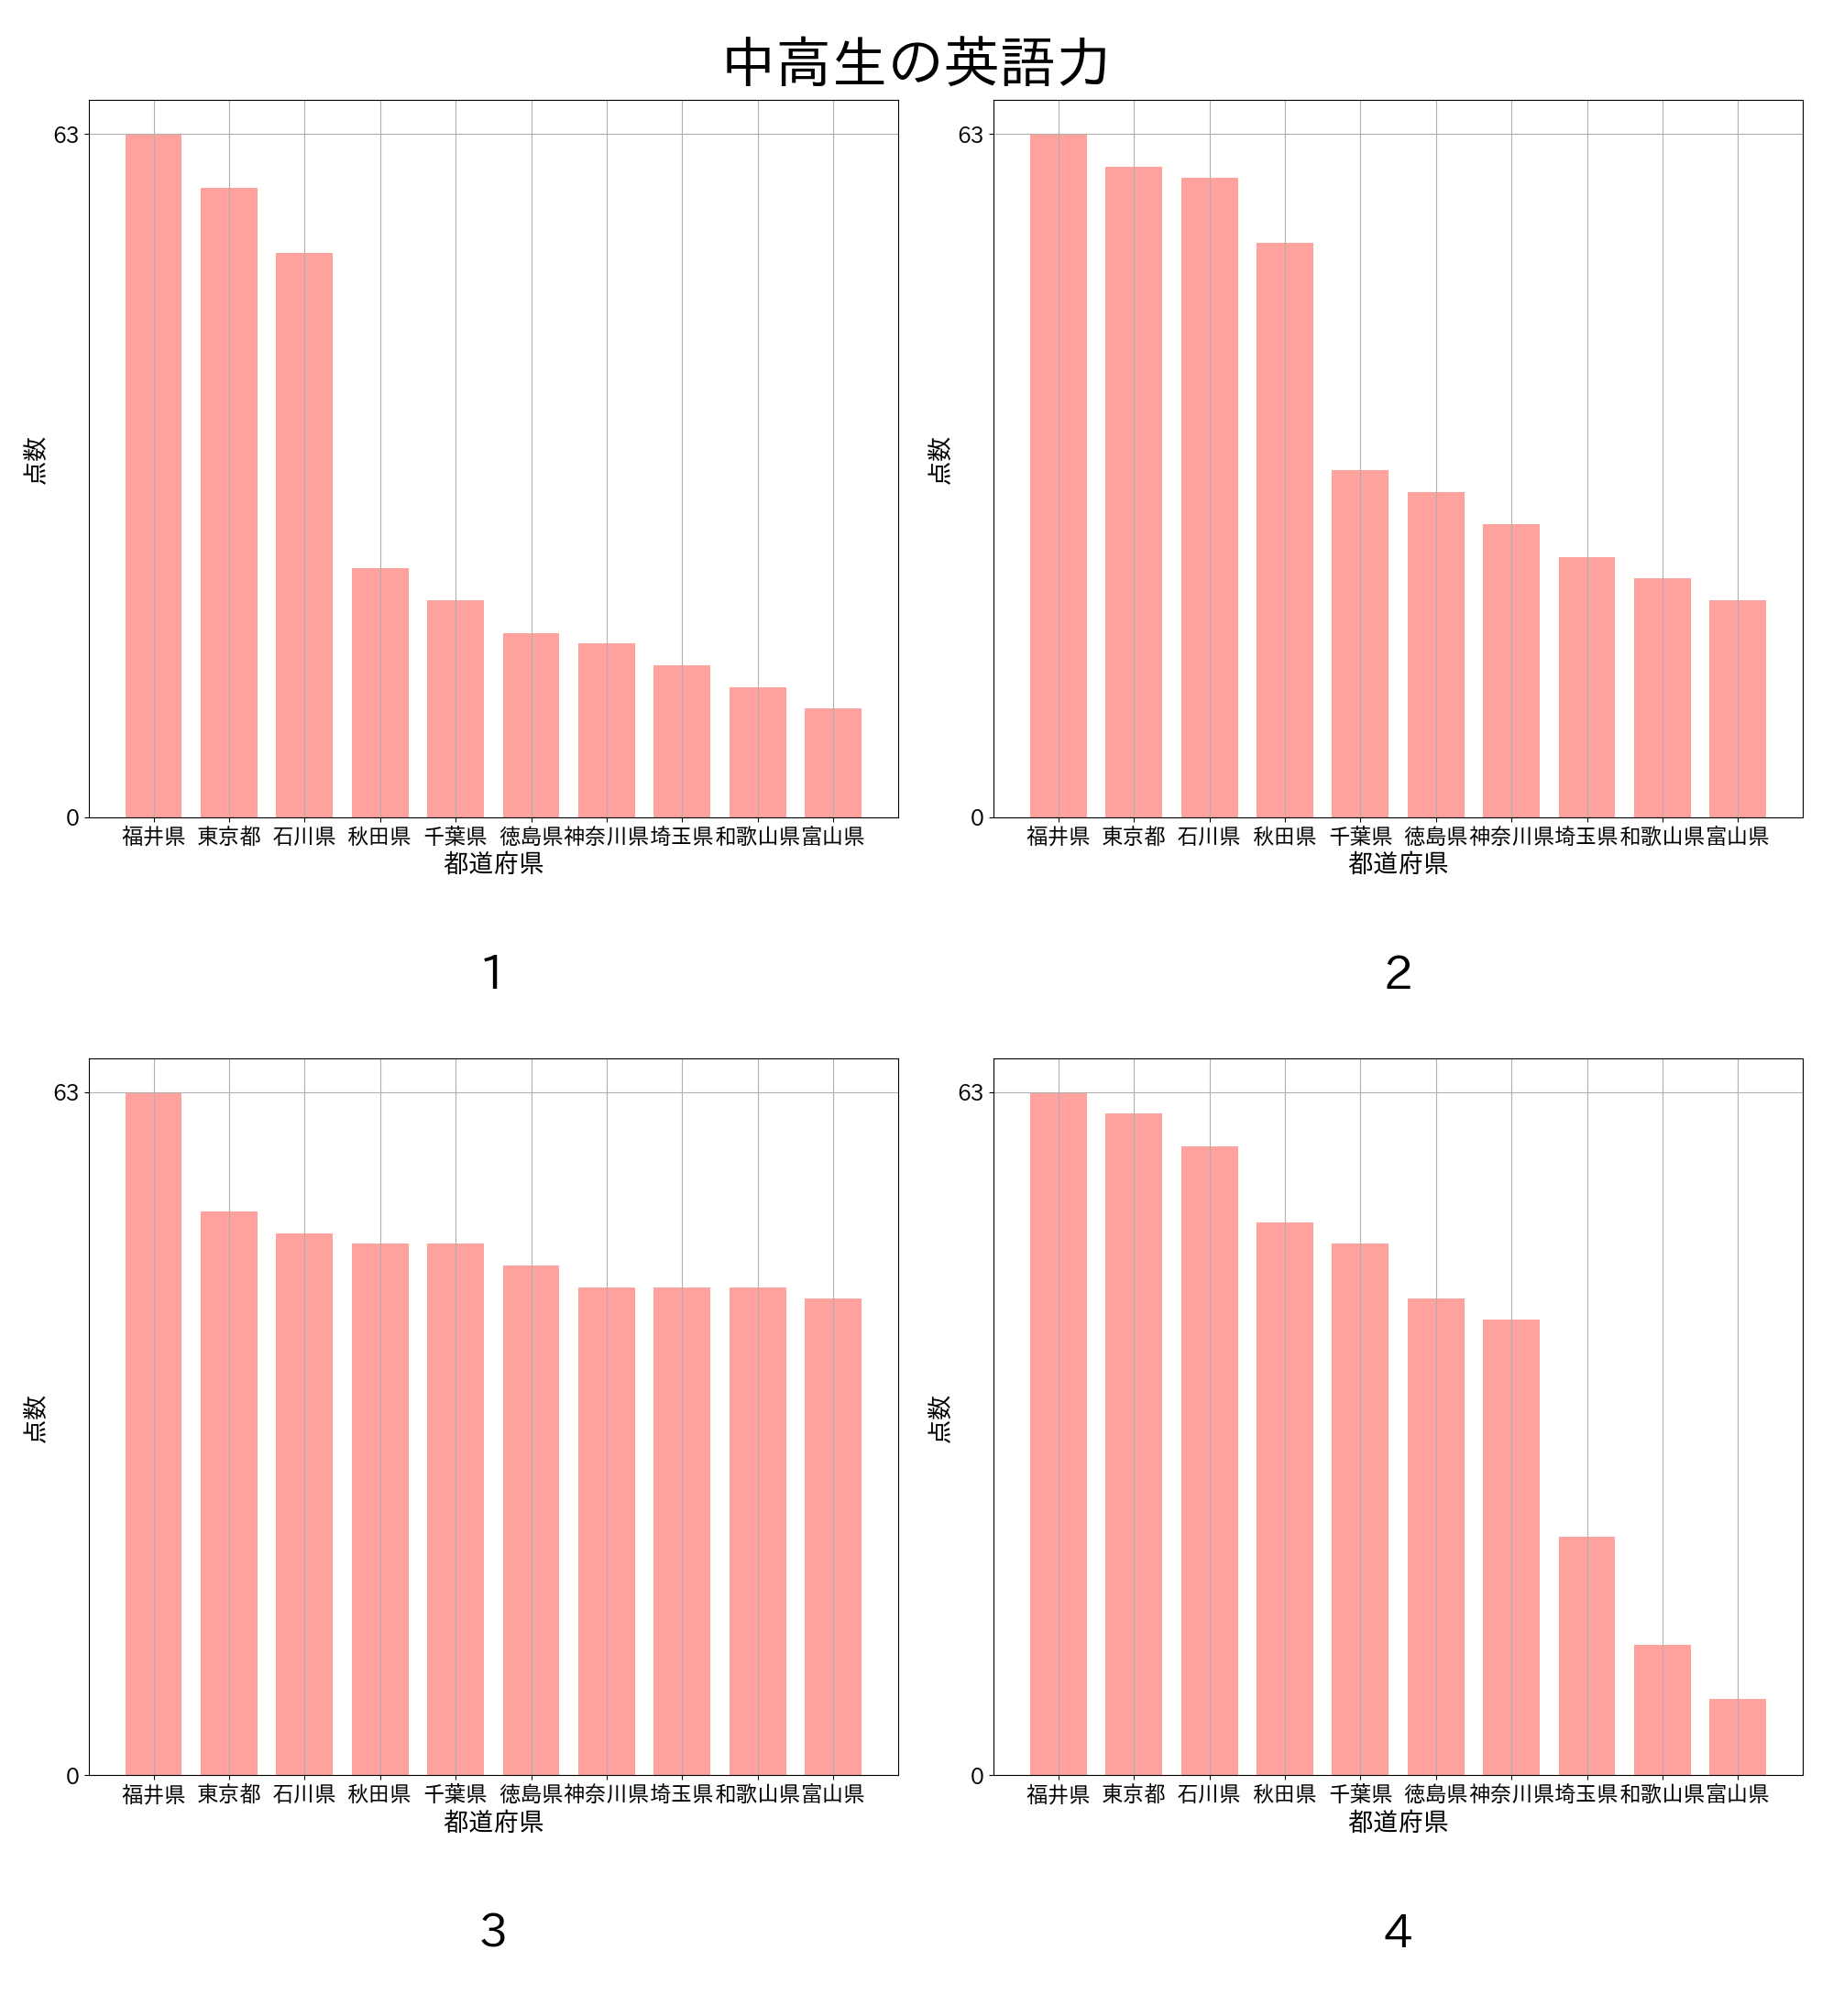 中高生の英語力
63
0
点数
福井県 東京都 石川県 秋田県 千葉県 徳島県 神奈川県 埼玉県 和歌山県 富山県
都道府県
1
63
0
点数
福井県 東京都 石川県 秋田県 千葉県 徳島県 神奈川県 埼玉県 和歌山県 富山県
都道府県
2
63
0
点数
福井県 東京都 石川県 秋田県 千葉県 徳島県 神奈川県 埼玉県 和歌山県 富山県
都道府県
3
63
0
点数
福井県 東京都 石川県 秋田県 千葉県 徳島県 神奈川県 埼玉県 和歌山県 富山県
都道府県
4